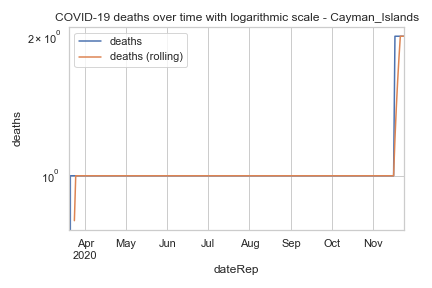 COVID-19 deaths over time with logarithmic scale - Cayman_Islands
2 × 10⁰
deaths
deaths (rolling)
deaths
10⁰
Apr May Jun Jul Aug Sep Oct Nov
2020
dateRep